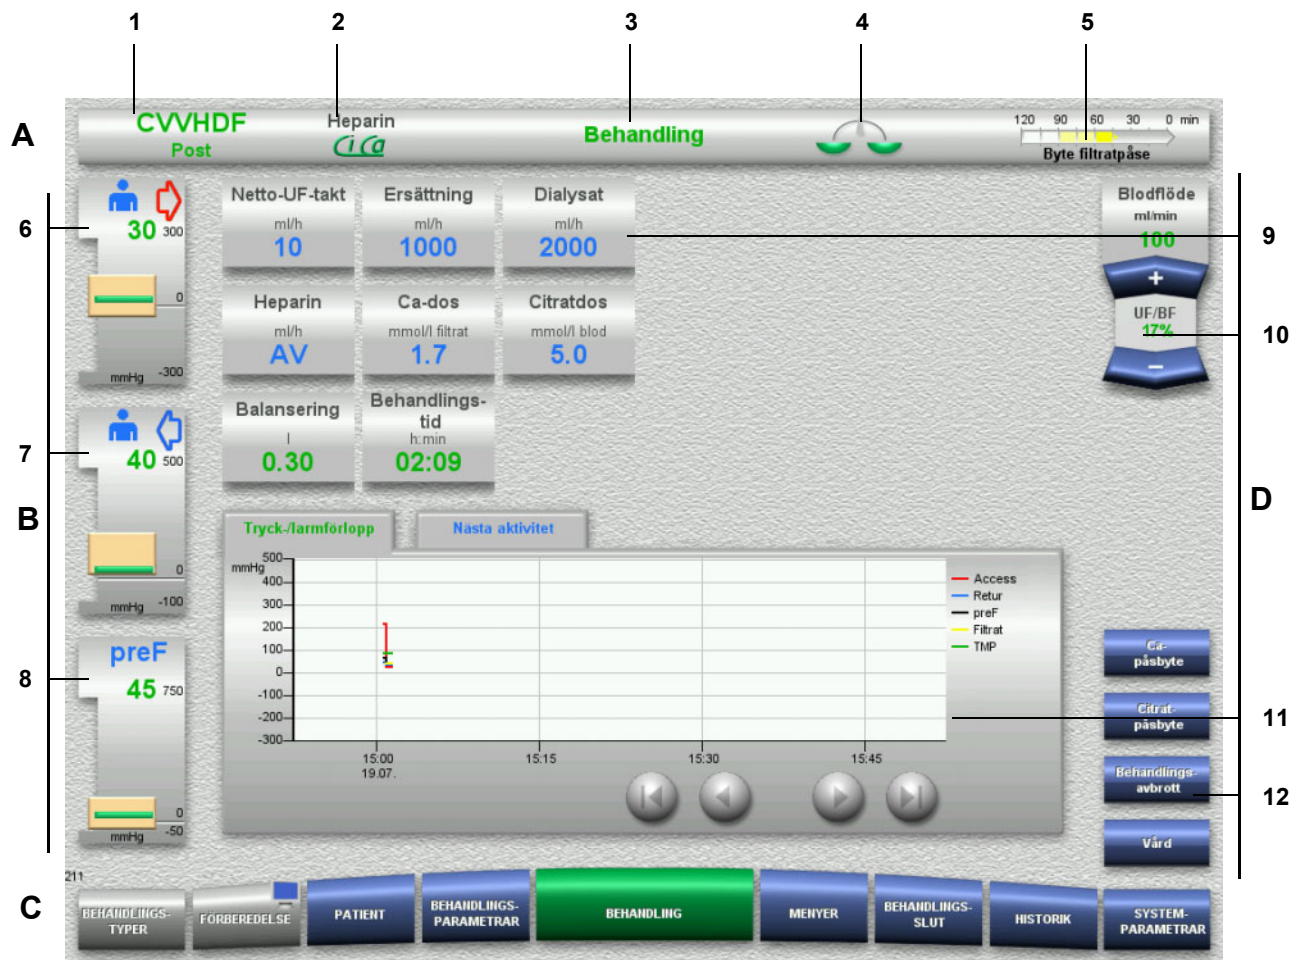 1 2 3 4 5
A
CVVHDF
Post
Heparin
CiCa
Behandling
120 90 60 30 0 min
Byte filtratpåse
6
30 300
0
mmHg -300
7
40 500
0
mmHg -100
B
8
preF
45 750
0
mmHg -50
Netto-UF-takt
ml/h
10
Ersättning
ml/h
1000
Dialysat
ml/h
2000
Heparin
ml/h
AV
Ca-dos
mmol/l filtrat
1.7
Citratdos
mmol/l blod
5.0
Balansering
l
0.30
Behandlings-
tid
h:min
02:09
Blodflöde
ml/min
100
+
UF/BF
17%
–
9
10
D
11
12
Tryck-/larmförlopp
Nästa aktivitet
mmHg
500
400
300
200
100
0
-100
-200
-300
15:00 15:15 15:30 15:45
19.07.
Access
Retur
preF
Filtrat
TMP
Ca-
påsbyte
Citrat-
påsbyte
Behandlings-
avbrott
Vård
211
C
BEHANDLINGS-
TYPER
FÖRBEREDELSE
PATIENT
BEHANDLINGS-
PARAMETRAR
BEHANDLING
MENYER
BEHANDLINGS-
SLUT
HISTORIK
SYSTEM-
PARAMETRAR